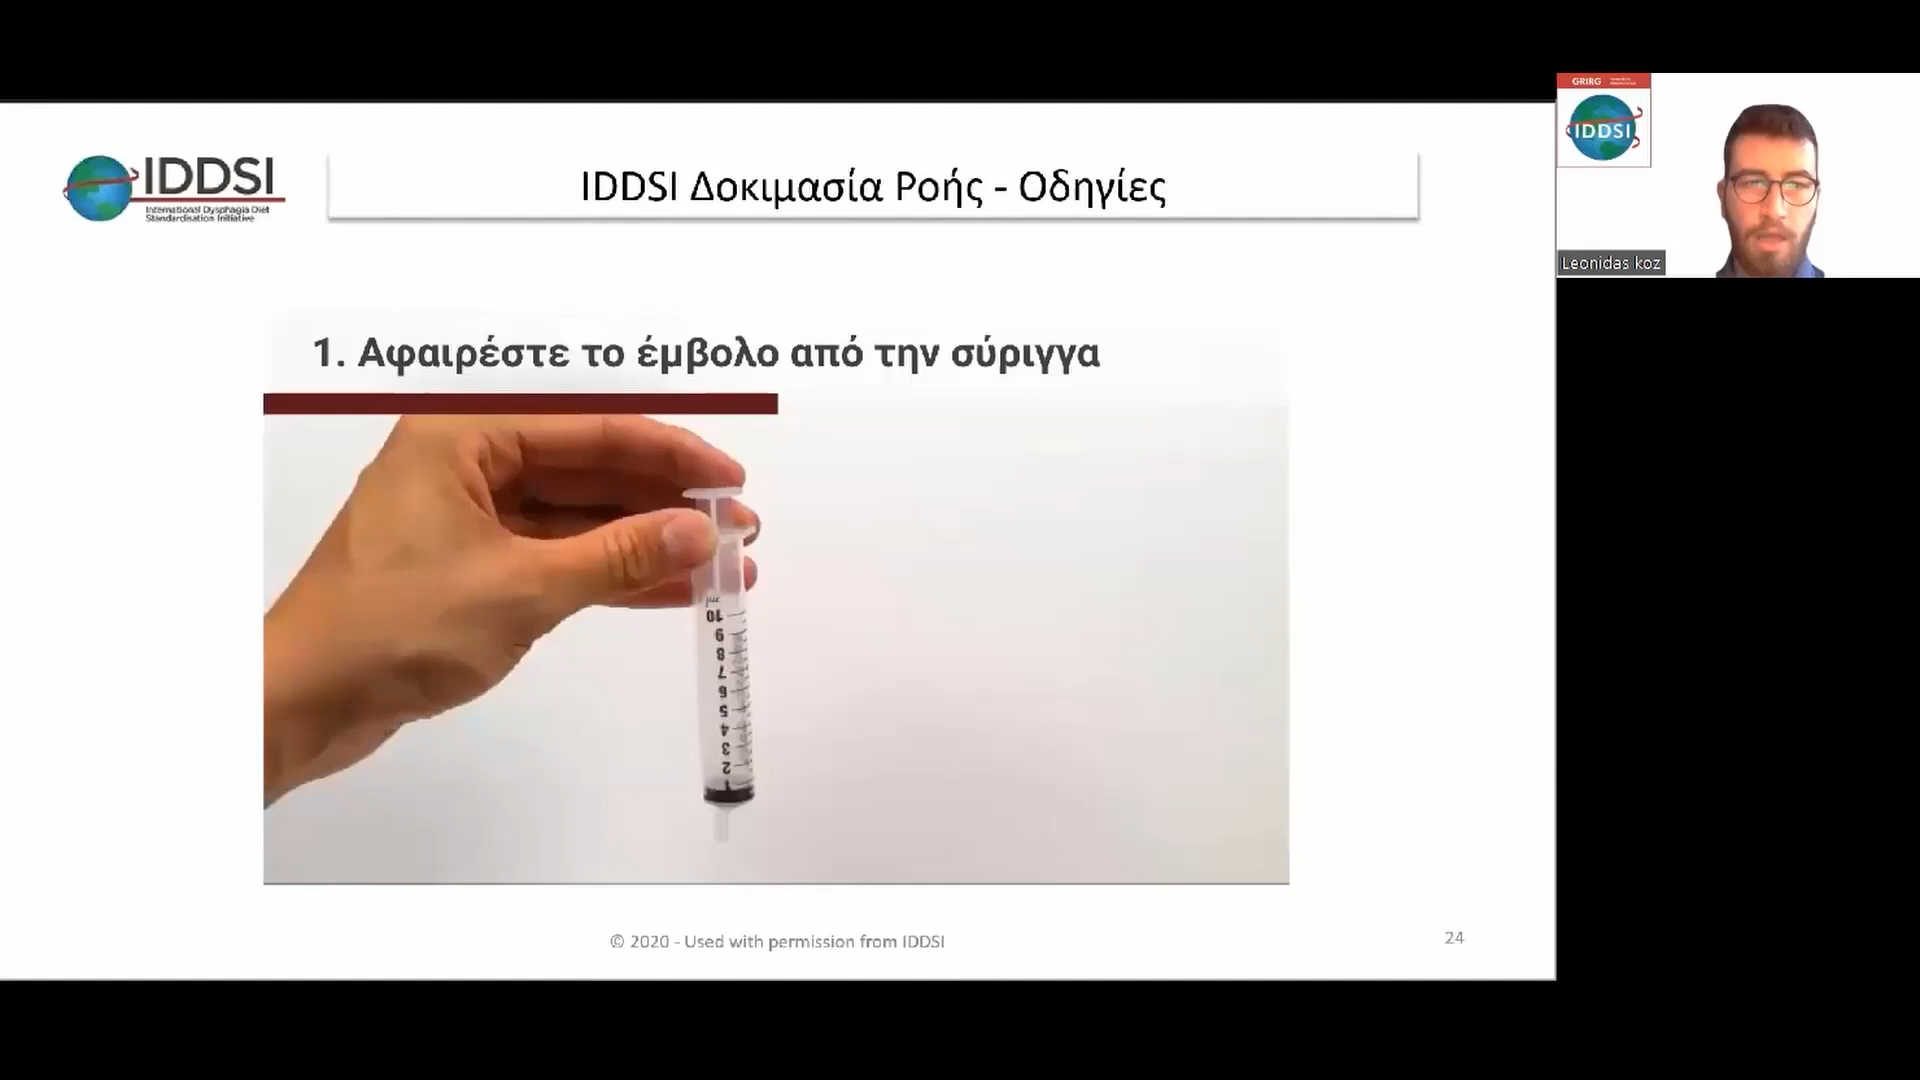 IDDSI
International Dysphagia Diet
Standardisation Initiative
IDDSI Δοκιμασία Ροής - Οδηγίες
GRIRG
IDDSI
Leonidas koz
1. Αφαιρέστε το έμβολο από την σύριγγα
ml
10
9
8
7
6
5
4
3
2
1
© 2020 - Used with permission from IDDSI
24